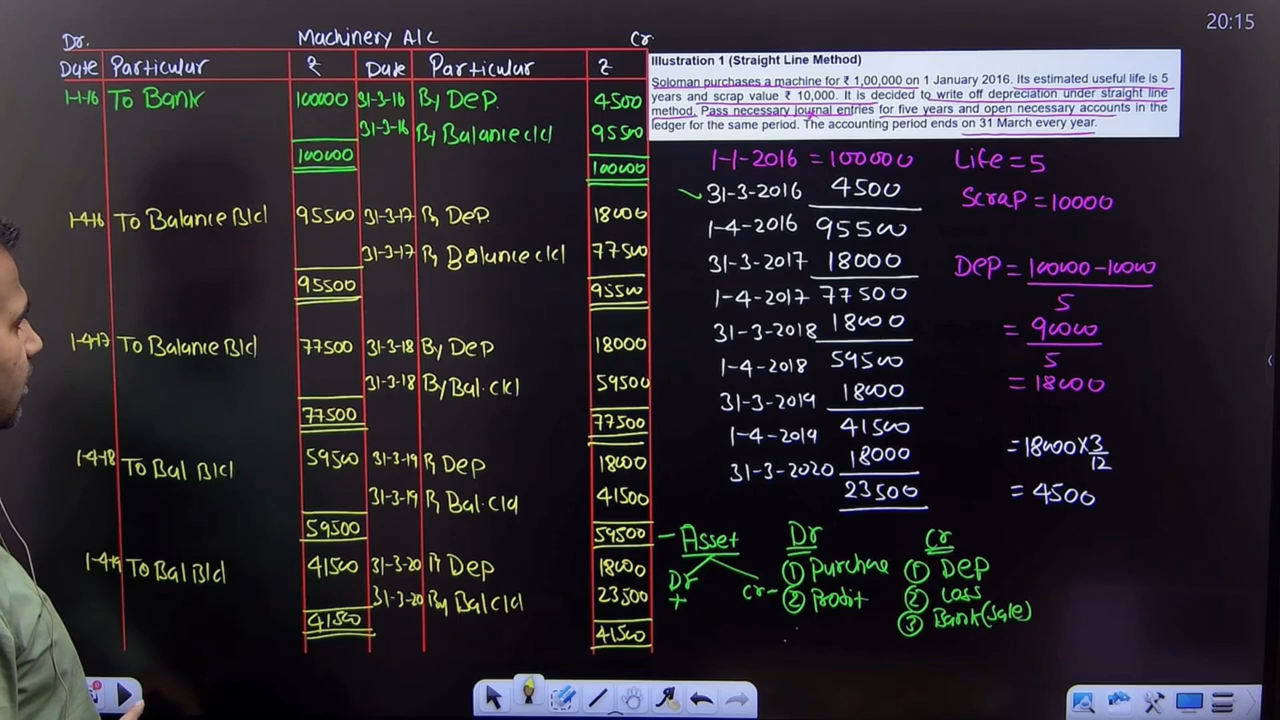 20:15
Dr. Machinery A/C Cr.
Date Particular ₹ Date Particular ₹
1-1-16 To Bank 100000 31-3-16 By Dep. 4500
31-3-16 By Balance c/d 95500
100000 100000
1-4-16 To Balance B/d 95500 31-3-17 By Dep. 18000
31-3-17 By Balance c/d 77500
95500 95500
1-4-17 To Balance B/d 77500 31-3-18 By Dep 18000
31-3-18 By Bal. c/d 59500
77500 77500
1-4-18 To Bal B/d 59500 31-3-19 By Dep 18000
31-3-19 By Bal. c/d 41500
59500 59500
1-4-19 To Bal B/d 41500 31-3-20 By Dep 18000
31-3-20 By Bal c/d 23500
41500 41500
Illustration 1 (Straight Line Method)
Soloman purchases a machine for ₹ 1,00,000 on 1 January 2016. Its estimated useful life is 5
years and scrap value ₹ 10,000. It is decided to write off depreciation under straight line
method. Pass necessary journal entries for five years and open necessary accounts in the
ledger for the same period. The accounting period ends on 31 March every year.
1-1-2016 = 100000
31-3-2016 4500
1-4-2016 95500
31-3-2017 18000
1-4-2017 77500
31-3-2018 18000
1-4-2018 59500
31-3-2019 18000
1-4-2019 41500
31-3-2020 18000
23500
Life = 5
Scrap = 10000
Dep = 100000 - 10000
5
= 90000
5
= 18000
= 18000 × 3
12
= 4500
- Asset Dr Cr
Dr Cr-
+
① Purchase ① Dep
② Profit ② Loss
③ Bank (sale)